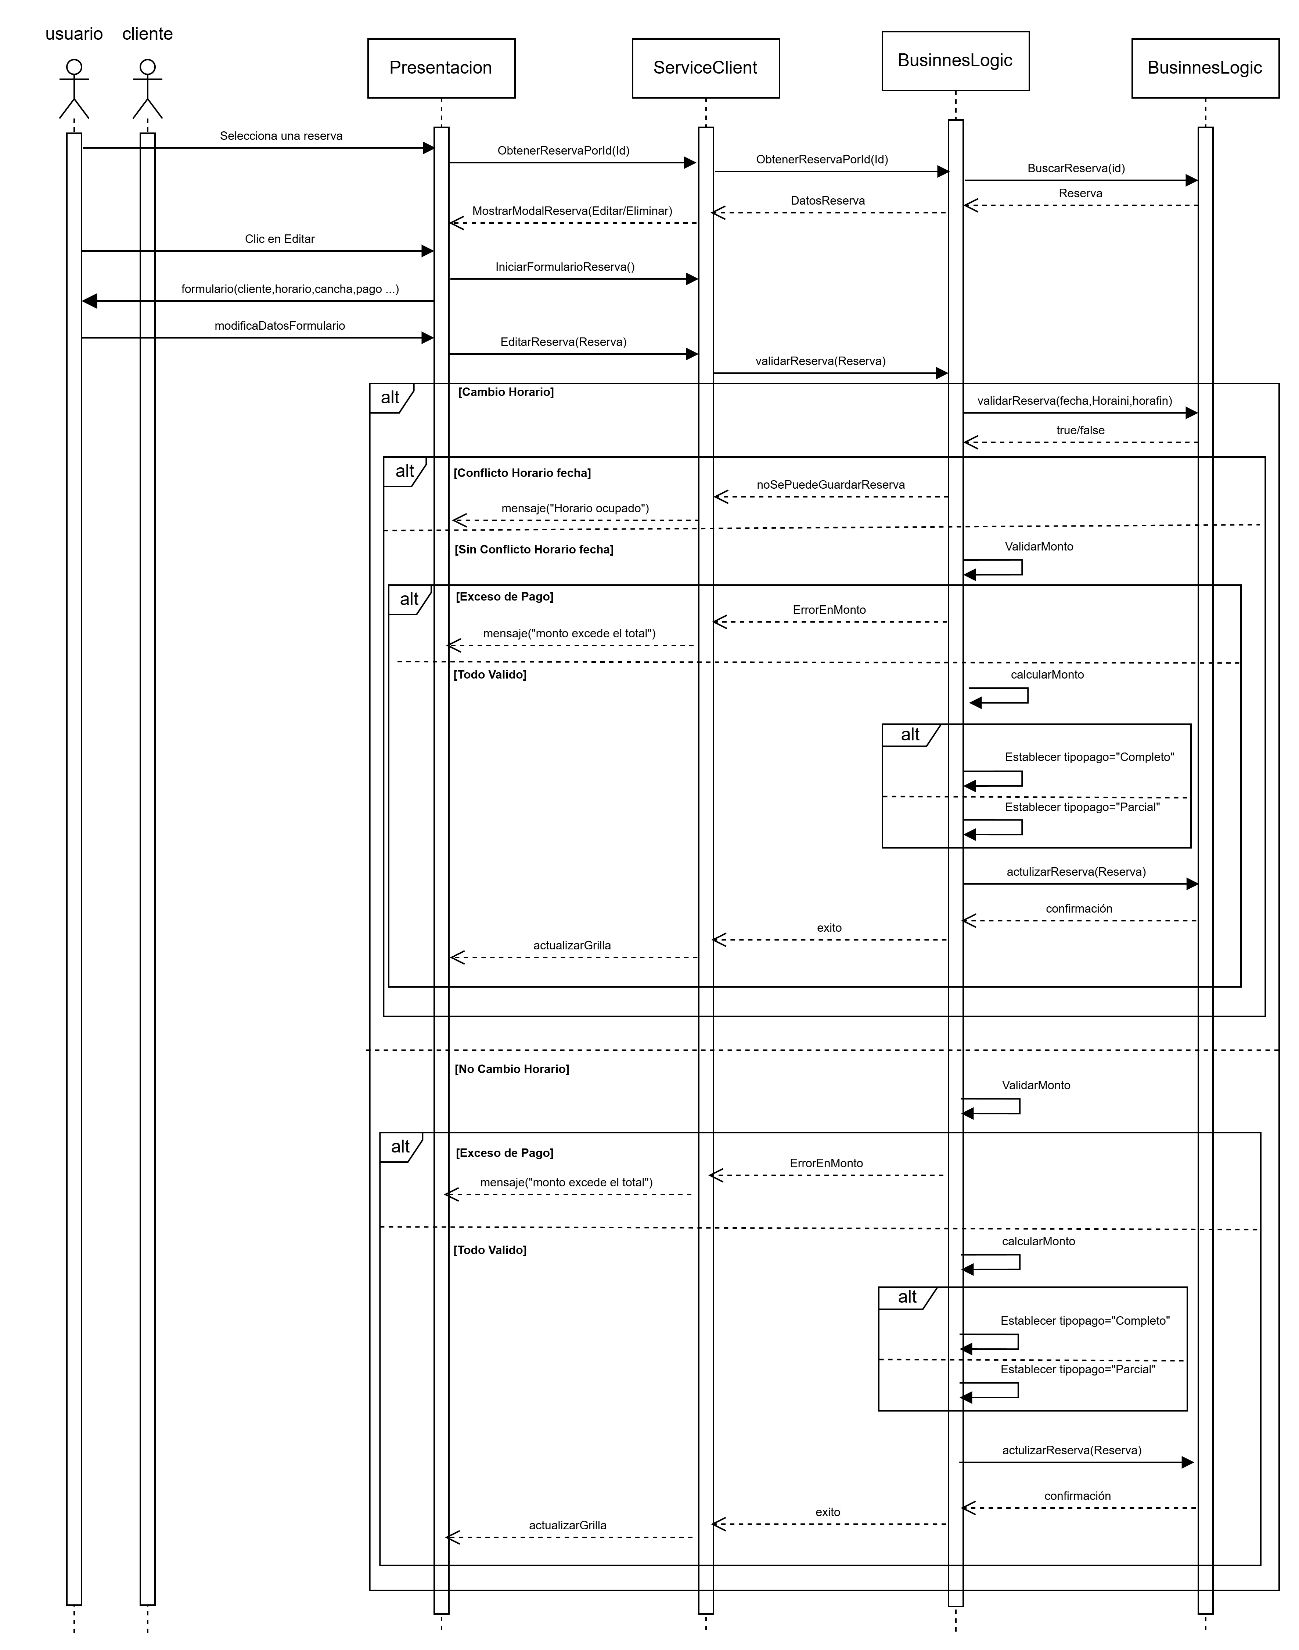 usuario
cliente
Presentacion
ServiceClient
BusinnesLogic
BusinnesLogic
Selecciona una reserva
ObtenerReservaPorId(Id)
ObtenerReservaPorId(Id)
BuscarReserva(id)
Reserva
DatosReserva
MostrarModalReserva(Editar/Eliminar)
Clic en Editar
IniciarFormularioReserva()
formulario(cliente,horario,cancha,pago ...)
modificaDatosFormulario
EditarReserva(Reserva)
validarReserva(Reserva)
alt
[Cambio Horario]
validarReserva(fecha,Horaini,horafin)
true/false
alt
[Conflicto Horario fecha]
noSePuedeGuardarReserva
mensaje("Horario ocupado")
[Sin Conflicto Horario fecha]
ValidarMonto
alt
[Exceso de Pago]
ErrorEnMonto
mensaje("monto excede el total")
[Todo Valido]
calcularMonto
alt
Establecer tipopago="Completo"
Establecer tipopago="Parcial"
actulizarReserva(Reserva)
confirmación
exito
actualizarGrilla
[No Cambio Horario]
ValidarMonto
alt
[Exceso de Pago]
ErrorEnMonto
mensaje("monto excede el total")
[Todo Valido]
calcularMonto
alt
Establecer tipopago="Completo"
Establecer tipopago="Parcial"
actulizarReserva(Reserva)
confirmación
exito
actualizarGrilla